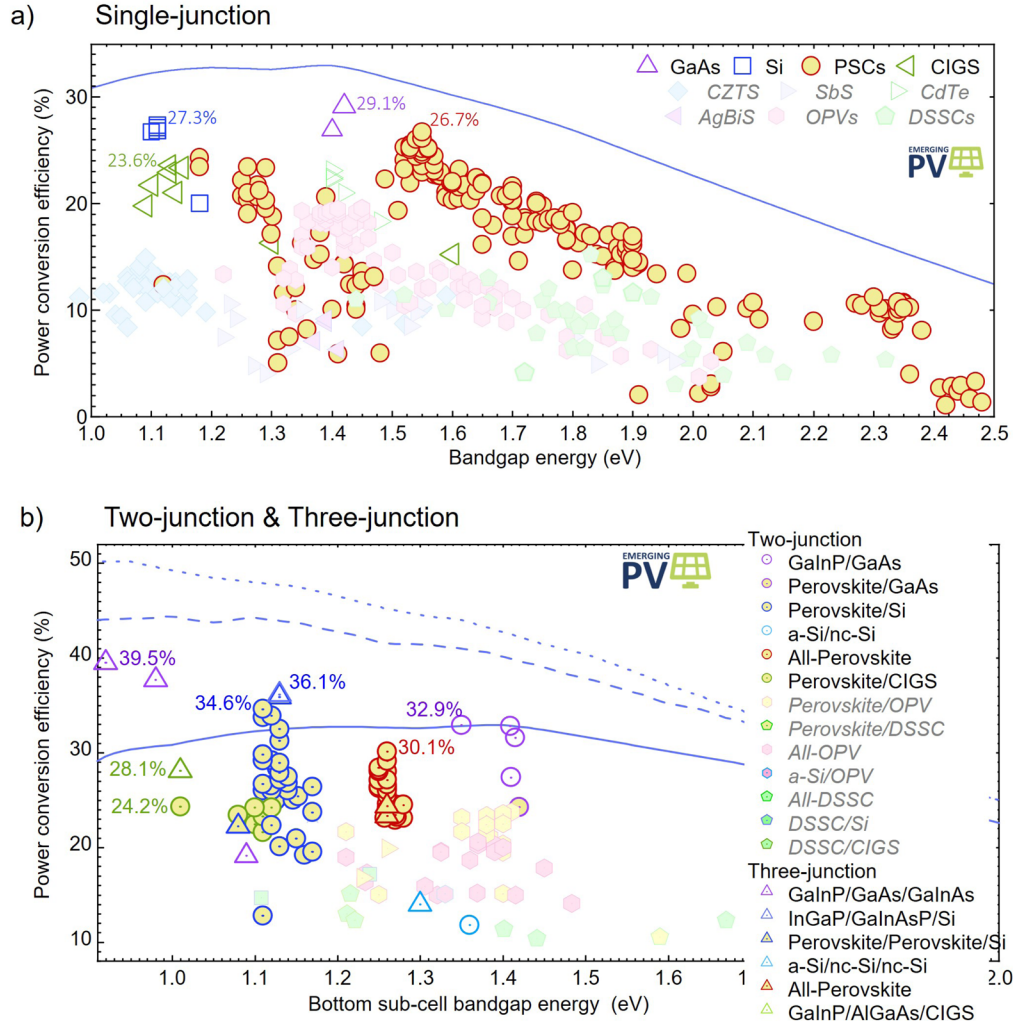 a) Single-junction
Power conversion efficiency (%)
30
20
10
0
GaAs Si PSCs CIGS
CZTS SbS CdTe
AgBiS OPVs DSSCs
EMERGING
PV
27.3%
29.1%
26.7%
23.6%
1.0 1.1 1.2 1.3 1.4 1.5 1.6 1.7 1.8 1.9 2.0 2.1 2.2 2.3 2.4 2.5
Bandgap energy (eV)
b) Two-junction & Three-junction
Power conversion efficiency (%)
50
40
30
20
10
EMERGING
PV
39.5%
36.1%
34.6%
32.9%
30.1%
28.1%
24.2%
1.0 1.1 1.2 1.3 1.4 1.5 1.6 1. 2.0
Bottom sub-cell bandgap energy (eV)
Two-junction
GaInP/GaAs
Perovskite/GaAs
Perovskite/Si
a-Si/nc-Si
All-Perovskite
Perovskite/CIGS
Perovskite/OPV
Perovskite/DSSC
All-OPV
a-Si/OPV
All-DSSC
DSSC/Si
DSSC/CIGS
Three-junction
GaInP/GaAs/GaInAs
InGaP/GaInAsP/Si
Perovskite/Perovskite/Si
a-Si/nc-Si/nc-Si
All-Perovskite
GaInP/AlGaAs/CIGS